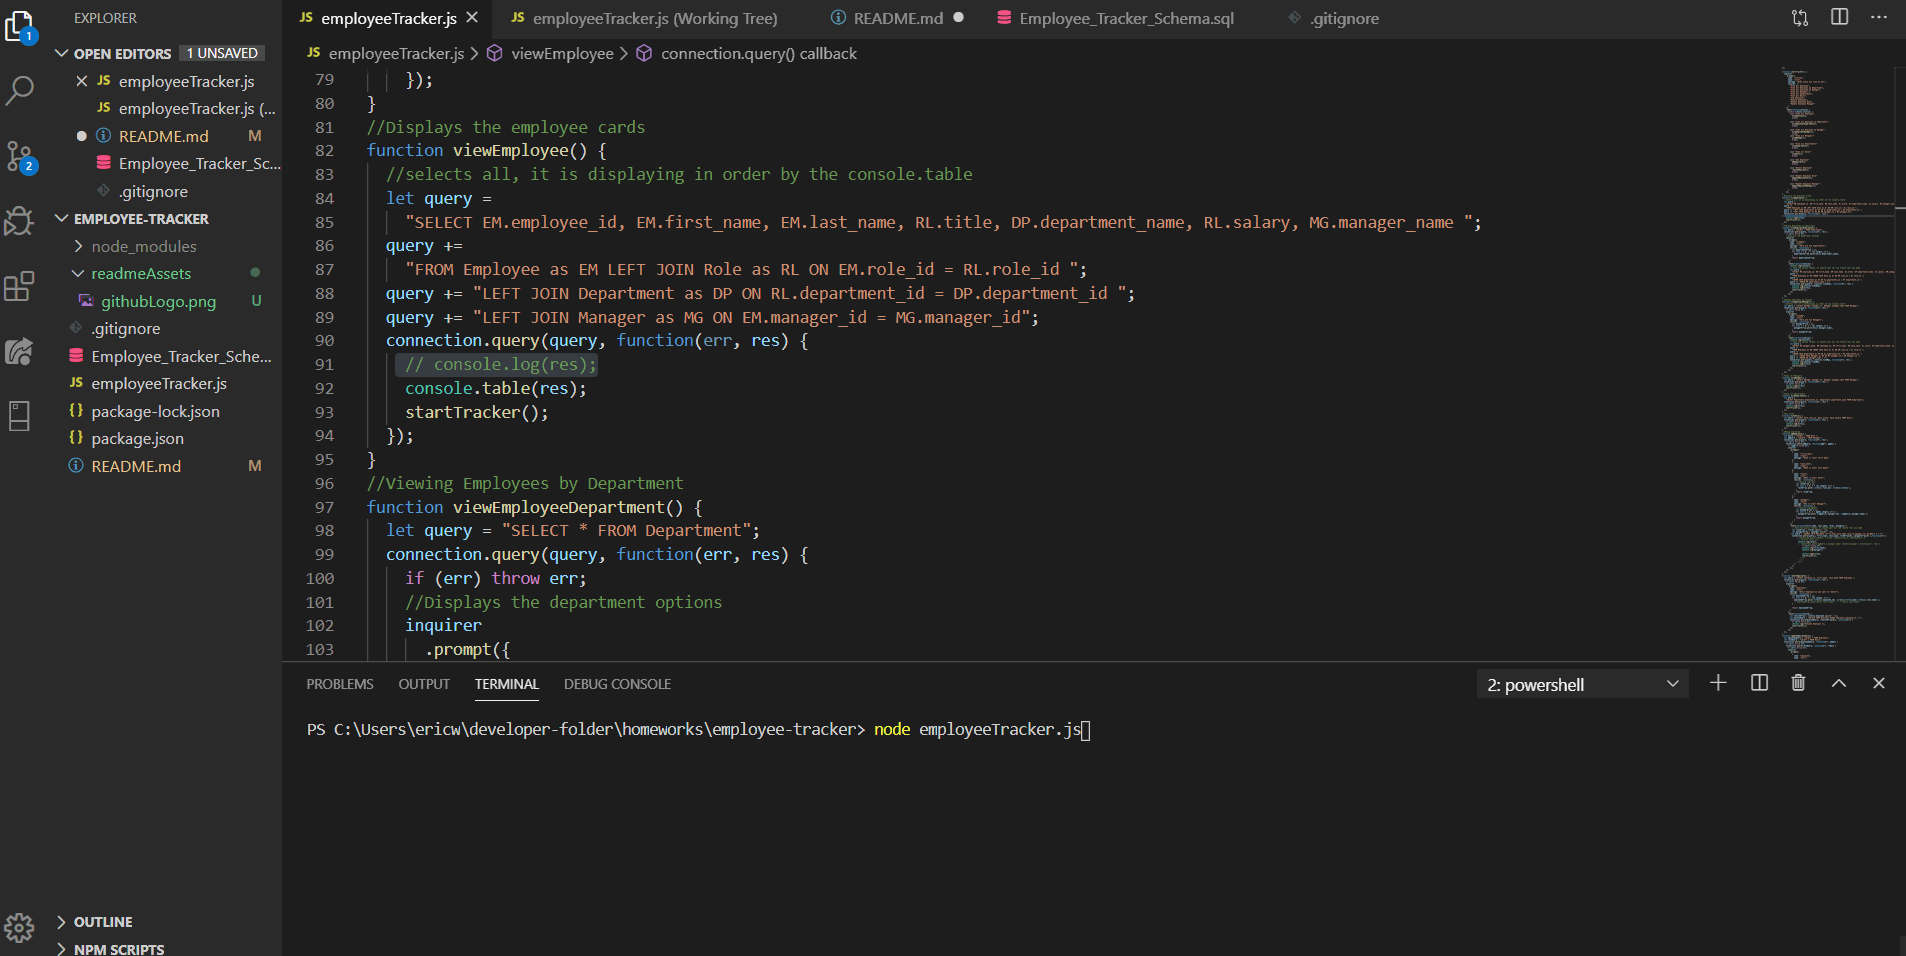 EXPLORER
1
2
OPEN EDITORS 1 UNSAVED
JS employeeTracker.js
JS employeeTracker.js (...
README.md M
Employee_Tracker_Sc...
.gitignore
EMPLOYEE-TRACKER
node_modules
readmeAssets
githubLogo.png U
.gitignore
Employee_Tracker_Sche...
JS employeeTracker.js
{} package-lock.json
{} package.json
README.md M
OUTLINE
NPM SCRIPTS
JS employeeTracker.js JS employeeTracker.js (Working Tree) README.md Employee_Tracker_Schema.sql .gitignore
JS employeeTracker.js > viewEmployee > connection.query() callback
79 });
80 }
81 //Displays the employee cards
82 function viewEmployee() {
83 //selects all, it is displaying in order by the console.table
84 let query =
85 "SELECT EM.employee_id, EM.first_name, EM.last_name, RL.title, DP.department_name, RL.salary, MG.manager_name ";
86 query +=
87 "FROM Employee as EM LEFT JOIN Role as RL ON EM.role_id = RL.role_id ";
88 query += "LEFT JOIN Department as DP ON RL.department_id = DP.department_id ";
89 query += "LEFT JOIN Manager as MG ON EM.manager_id = MG.manager_id";
90 connection.query(query, function(err, res) {
91 // console.log(res);
92 console.table(res);
93 startTracker();
94 });
95 }
96 //Viewing Employees by Department
97 function viewEmployeeDepartment() {
98 let query = "SELECT * FROM Department";
99 connection.query(query, function(err, res) {
100 if (err) throw err;
101 //Displays the department options
102 inquirer
103 .prompt({
PROBLEMS OUTPUT TERMINAL DEBUG CONSOLE 2: powershell
PS C:\Users\ericw\developer-folder\homeworks\employee-tracker> node employeeTracker.js